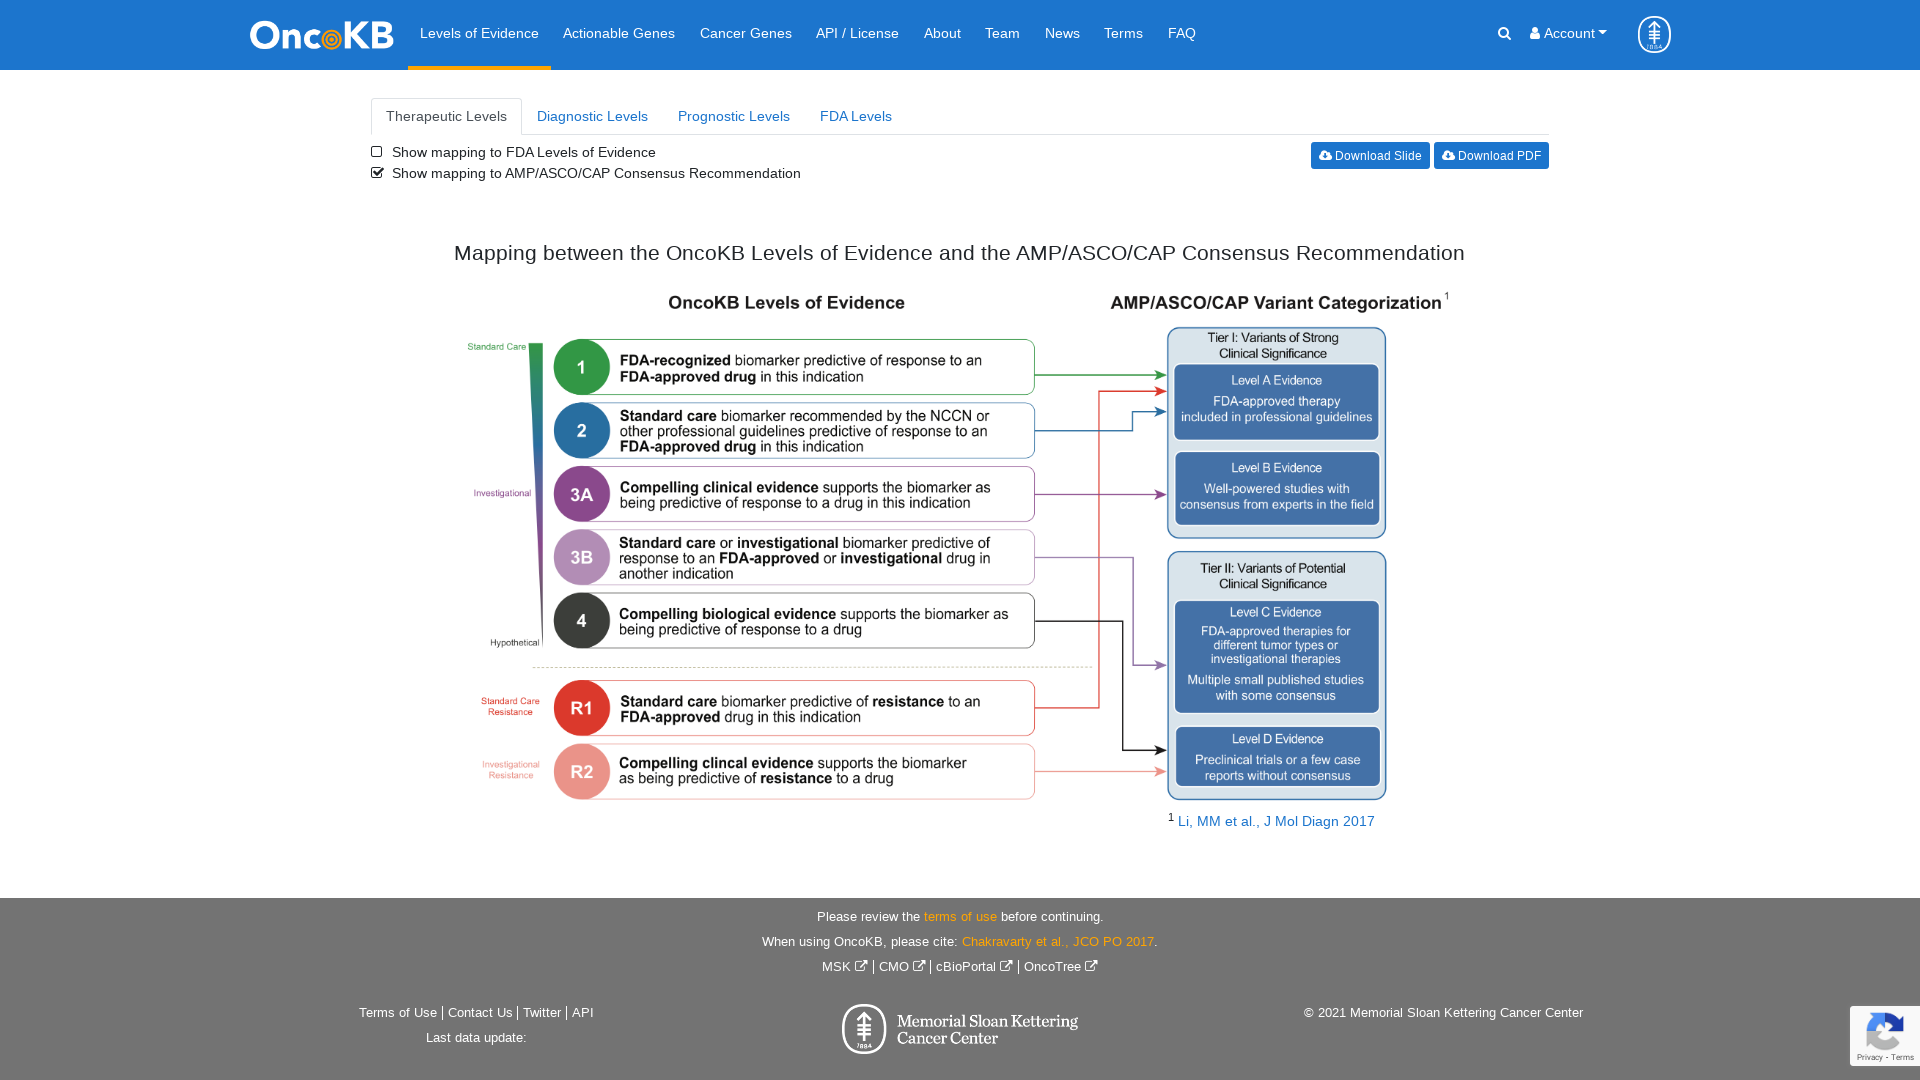 OncoKB
Levels of Evidence
Actionable Genes
Cancer Genes
API / License
About
Team
News
Terms
FAQ
Account
1884
Therapeutic Levels
Diagnostic Levels
Prognostic Levels
FDA Levels
Show mapping to FDA Levels of Evidence
Show mapping to AMP/ASCO/CAP Consensus Recommendation
Download Slide
Download PDF
Mapping between the OncoKB Levels of Evidence and the AMP/ASCO/CAP Consensus Recommendation
OncoKB Levels of Evidence
AMP/ASCO/CAP Variant Categorization 1
Standard Care
1
FDA-recognized biomarker predictive of response to an
FDA-approved drug in this indication
2
Standard care biomarker recommended by the NCCN or
other professional guidelines predictive of response to an
FDA-approved drug in this indication
Investigational
3A
Compelling clinical evidence supports the biomarker as
being predictive of response to a drug in this indication
3B
Standard care or investigational biomarker predictive of
response to an FDA-approved or investigational drug in
another indication
4
Compelling biological evidence supports the biomarker as
being predictive of response to a drug
Hypothetical
Standard Care
Resistance
R1
Standard care biomarker predictive of resistance to an
FDA-approved drug in this indication
Investigational
Resistance
R2
Compelling clincal evidence supports the biomarker
as being predictive of resistance to a drug
Tier I: Variants of Strong
Clinical Significance
Level A Evidence
FDA-approved therapy
included in professional guidelines
Level B Evidence
Well-powered studies with
consensus from experts in the field
Tier II: Variants of Potential
Clinical Significance
Level C Evidence
FDA-approved therapies for
different tumor types or
investigational therapies
Multiple small published studies
with some consensus
Level D Evidence
Preclinical trials or a few case
reports without consensus
1 Li, MM et al., J Mol Diagn 2017
Please review the terms of use before continuing.
When using OncoKB, please cite: Chakravarty et al., JCO PO 2017.
MSK | CMO | cBioPortal | OncoTree
Terms of Use | Contact Us | Twitter | API
Last data update:
1884
Memorial Sloan Kettering
Cancer Center
© 2021 Memorial Sloan Kettering Cancer Center
Privacy - Terms